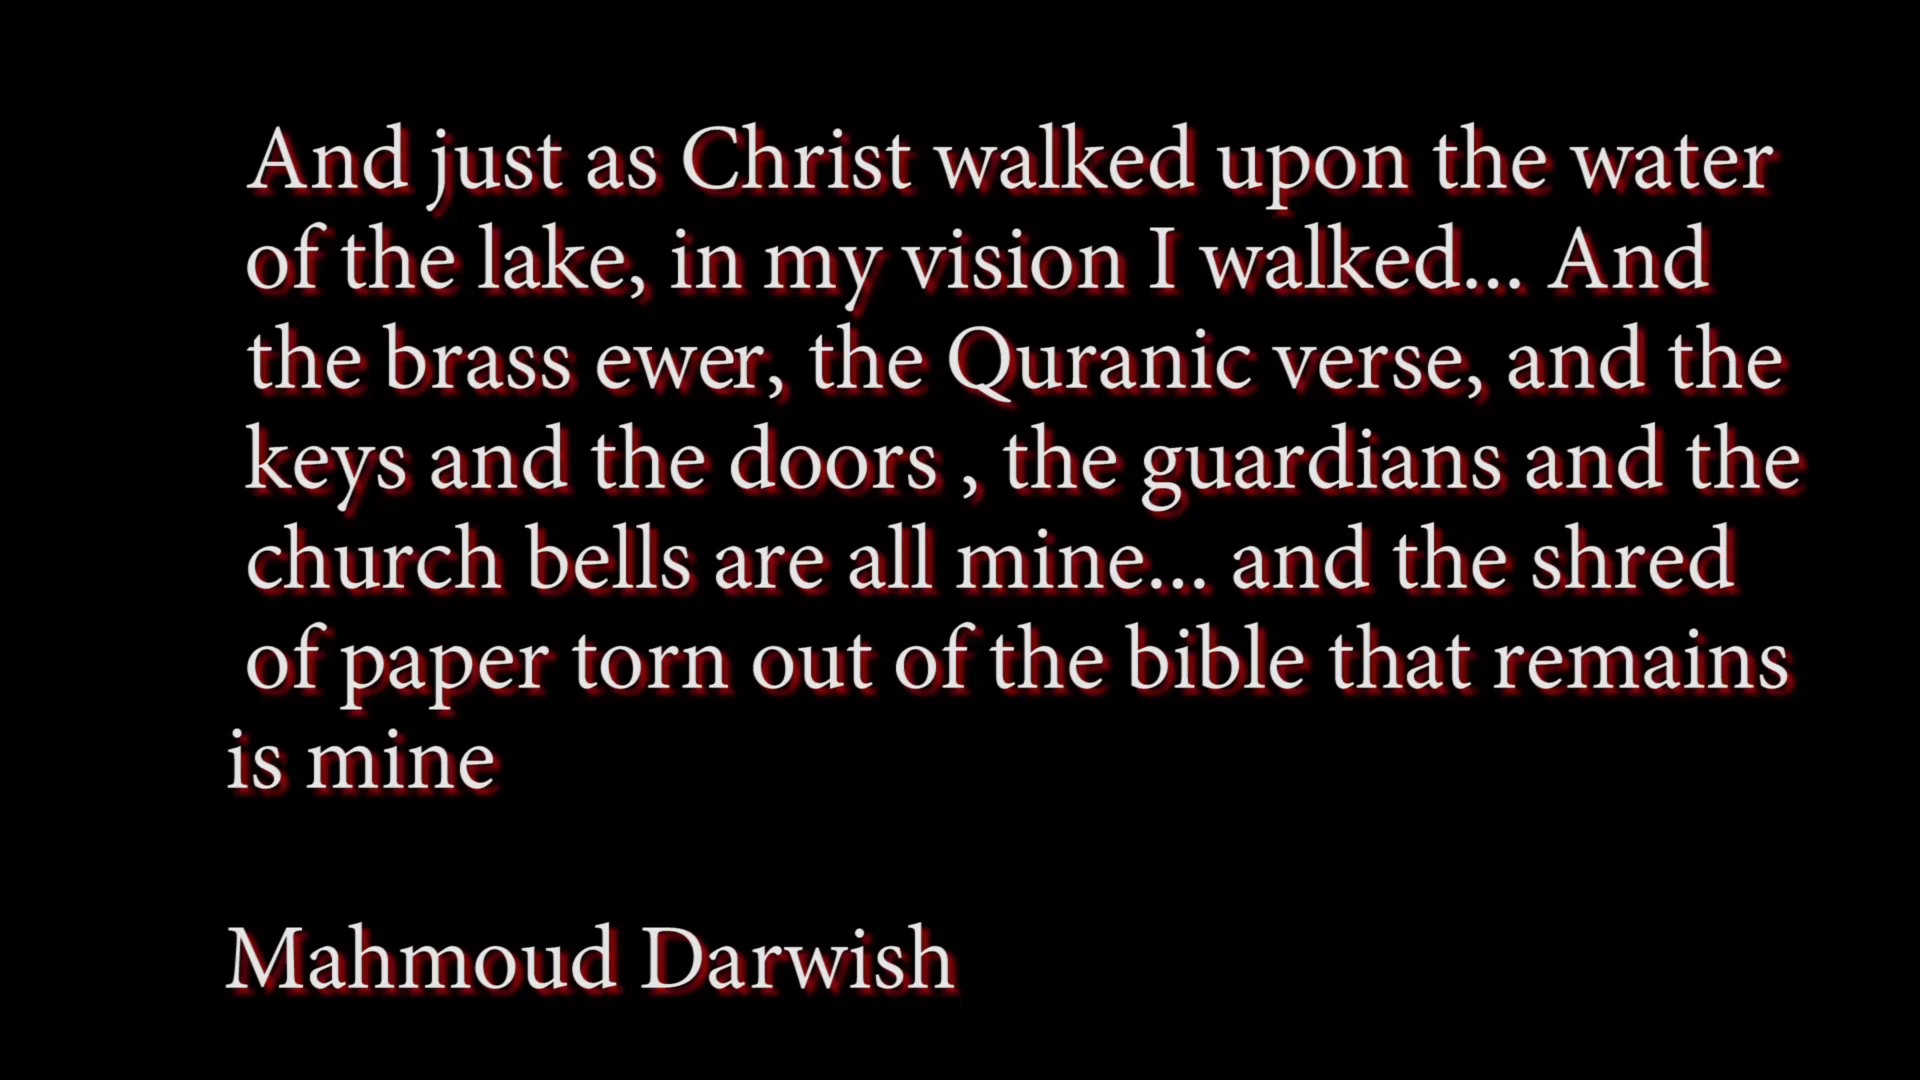 And just as Christ walked upon the water
of the lake, in my vision I walked... And
the brass ewer, the Quranic verse, and the
keys and the doors , the guardians and the
church bells are all mine... and the shred
of paper torn out of the bible that remains
is mine
Mahmoud Darwish